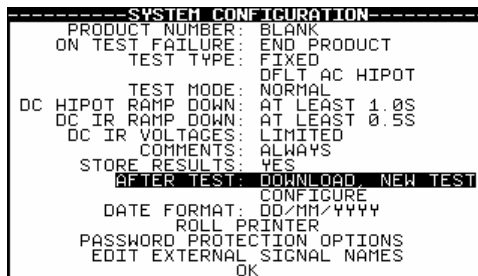 ----------SYSTEM CONFIGURATION----------
PRODUCT NUMBER: BLANK
ON TEST FAILURE: END PRODUCT
TEST TYPE: FIXED
DFLT AC HIPOT
TEST MODE: NORMAL
DC HIPOT RAMP DOWN: AT LEAST 1.0S
DC IR RAMP DOWN: AT LEAST 0.5S
DC IR VOLTAGES: LIMITED
COMMENTS: ALWAYS
STORE RESULTS: YES
AFTER TEST: DOWNLOAD, NEW TEST
CONFIGURE
DATE FORMAT: DD/MM/YYYY
ROLL PRINTER
PASSWORD PROTECTION OPTIONS
EDIT EXTERNAL SIGNAL NAMES
OK